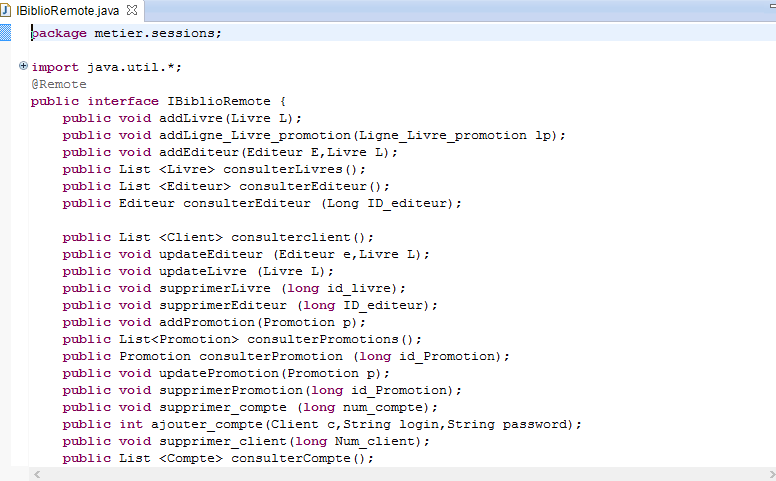 IBiblioRemote.java
package metier.sessions;
import java.util.*;
@Remote
public interface IBiblioRemote {
public void addLivre(Livre L);
public void addLigne_Livre_promotion(Ligne_Livre_promotion lp);
public void addEditeur(Editeur E,Livre L);
public List <Livre> consulterLivres();
public List <Editeur> consulterEditeur();
public Editeur consulterEditeur (Long ID_editeur);
public List <Client> consulterclient();
public void updateEditeur (Editeur e,Livre L);
public void updateLivre (Livre L);
public void supprimerLivre (long id_livre);
public void supprimerEditeur (long ID_editeur);
public void addPromotion(Promotion p);
public List<Promotion> consulterPromotions();
public Promotion consulterPromotion (long id_Promotion);
public void updatePromotion(Promotion p);
public void supprimerPromotion(long id_Promotion);
public void supprimer_compte (long num_compte);
public int ajouter_compte(Client c,String login,String password);
public void supprimer_client(long Num_client);
public List <Compte> consulterCompte();